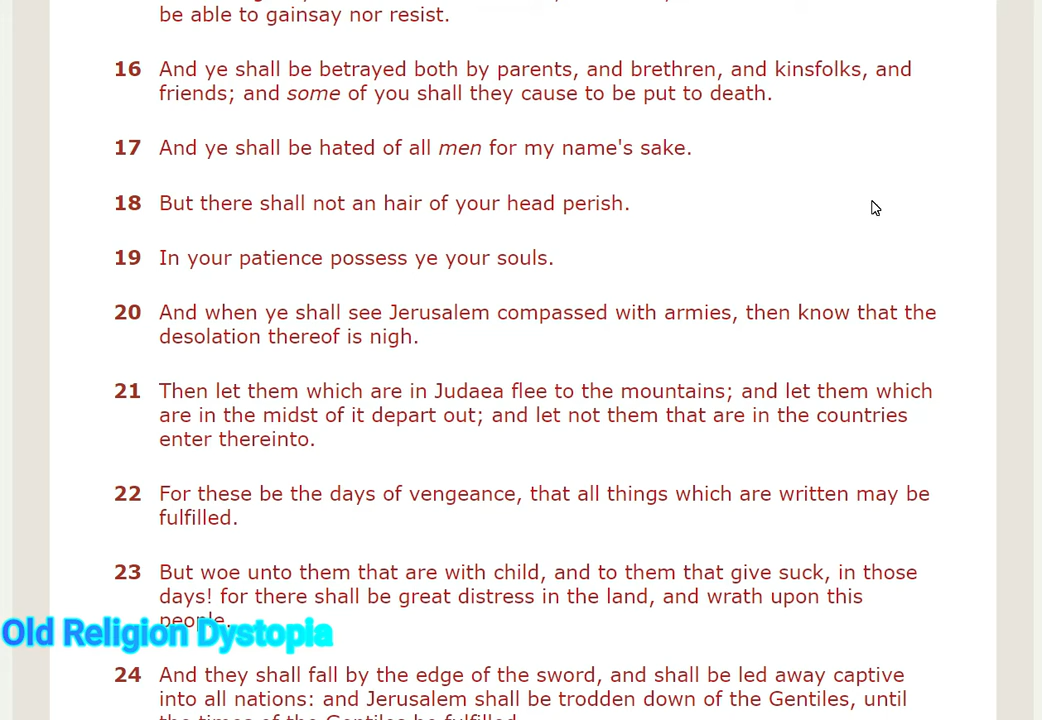 be able to gainsay nor resist.
16 And ye shall be betrayed both by parents, and brethren, and kinsfolks, and
friends; and some of you shall they cause to be put to death.
17 And ye shall be hated of all men for my name's sake.
18 But there shall not an hair of your head perish.
19 In your patience possess ye your souls.
20 And when ye shall see Jerusalem compassed with armies, then know that the
desolation thereof is nigh.
21 Then let them which are in Judaea flee to the mountains; and let them which
are in the midst of it depart out; and let not them that are in the countries
enter thereinto.
22 For these be the days of vengeance, that all things which are written may be
fulfilled.
23 But woe unto them that are with child, and to them that give suck, in those
days! for there shall be great distress in the land, and wrath upon this
people.
Old Religion Dystopia
24 And they shall fall by the edge of the sword, and shall be led away captive
into all nations: and Jerusalem shall be trodden down of the Gentiles, until
the times of the Gentiles be fulfilled.